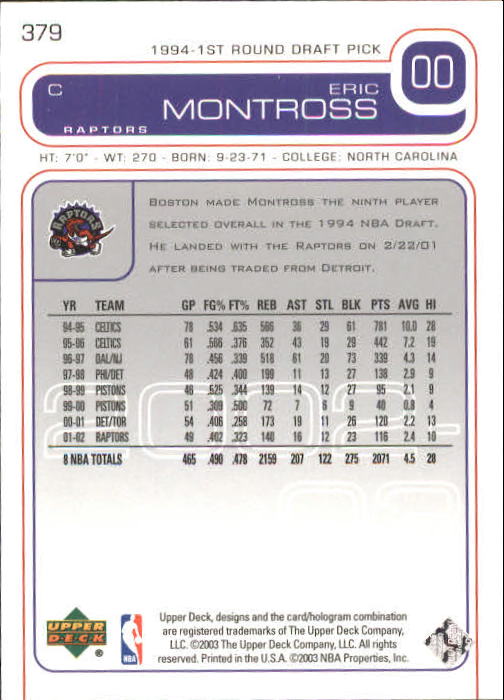 379
1994-1ST ROUND DRAFT PICK
00
C
ERIC
MONTROSS
RAPTORS
HT: 7'0" - WT: 270 - BORN: 9-23-71 - COLLEGE: NORTH CAROLINA
RAPTORS
BOSTON MADE MONTROSS THE NINTH PLAYER
SELECTED OVERALL IN THE 1994 NBA DRAFT.
HE LANDED WITH THE RAPTORS ON 2/22/01
AFTER BEING TRADED FROM DETROIT.
YR TEAM GP FG% FT% REB AST STL BLK PTS AVG HI
94-95 CELTICS 78 .534 .635 566 36 29 61 781 10.0 28
95-96 CELTICS 61 .566 .376 352 43 19 29 442 7.2 19
96-97 DAL/NJ 78 .456 .339 518 61 20 73 339 4.3 14
97-98 PHI/DET 48 .424 .400 199 11 13 27 138 2.9 9
98-99 PISTONS 46 .525 .344 139 14 12 27 95 2.1 9
99-00 PISTONS 51 .309 .500 72 7 6 9 40 0.8 4
00-01 DET/TOR 54 .406 .258 173 19 11 26 120 2.2 13
01-02 RAPTORS 49 .402 .323 140 16 12 23 116 2.4 10
8 NBA TOTALS 465 .490 .478 2159 207 122 275 2071 4.5 28
2002-
03
UPPER
DECK
®
NBA
Upper Deck, designs and the card/hologram combination
are registered trademarks of The Upper Deck Company,
LLC. ©2003 The Upper Deck Company, LLC. All rights
reserved. Printed in the U.S.A. ©2003 NBA Properties, Inc.